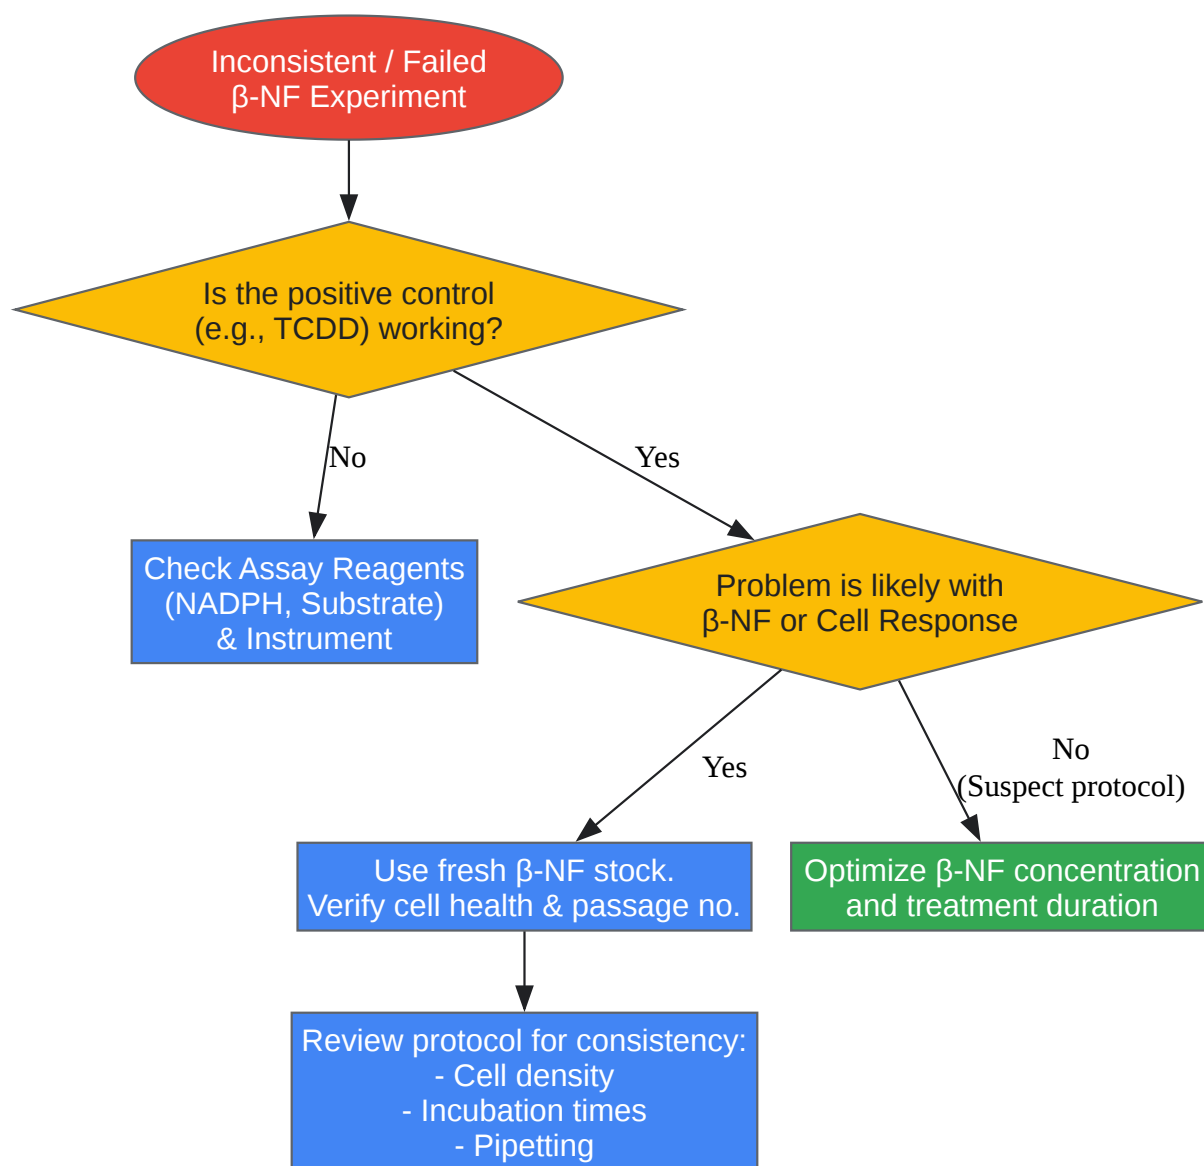 Inconsistent / Failed
β-NF Experiment
Is the positive control
(e.g., TCDD) working?
No
Yes
Check Assay Reagents
(NADPH, Substrate)
& Instrument
Problem is likely with
β-NF or Cell Response
Yes
No
(Suspect protocol)
Use fresh β-NF stock.
Verify cell health & passage no.
Optimize β-NF concentration
and treatment duration
Review protocol for consistency:
- Cell density
- Incubation times
- Pipetting